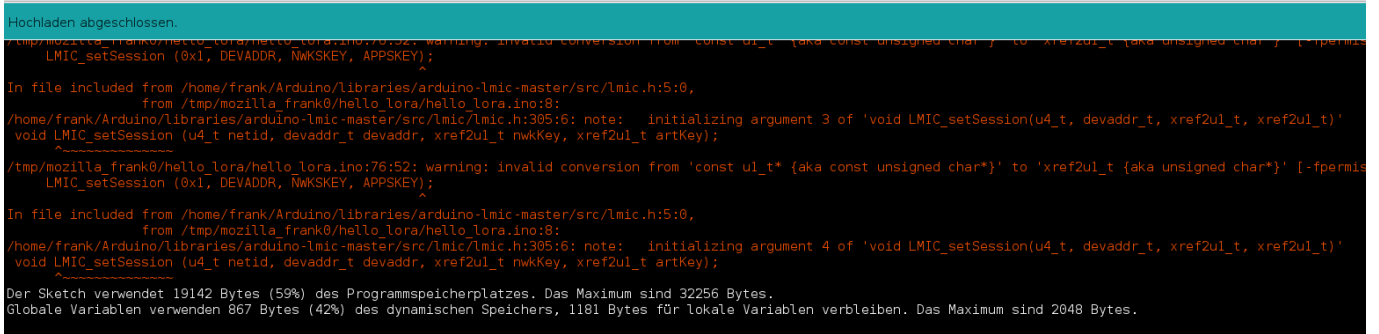 Hochladen abgeschlossen.
/tmp/mozilla_frank0/hello_lora/hello_lora.ino:76:52: warning: invalid conversion from 'const u1_t* {aka const unsigned char*}' to 'xref2u1_t {aka unsigned char*}' [-fpermis
LMIC_setSession (0x1, DEVADDR, NWKSKEY, APPSKEY);
^
In file included from /home/frank/Arduino/libraries/arduino-lmic-master/src/lmic.h:5:0,
from /tmp/mozilla_frank0/hello_lora/hello_lora.ino:8:
/home/frank/Arduino/libraries/arduino-lmic-master/src/lmic/lmic.h:305:6: note:   initializing argument 3 of 'void LMIC_setSession(u4_t, devaddr_t, xref2u1_t, xref2u1_t)'
void LMIC_setSession (u4_t netid, devaddr_t devaddr, xref2u1_t nwkKey, xref2u1_t artKey);
^~~~~~~~~~~~~~~
/tmp/mozilla_frank0/hello_lora/hello_lora.ino:76:52: warning: invalid conversion from 'const u1_t* {aka const unsigned char*}' to 'xref2u1_t {aka unsigned char*}' [-fpermis
LMIC_setSession (0x1, DEVADDR, NWKSKEY, APPSKEY);
^
In file included from /home/frank/Arduino/libraries/arduino-lmic-master/src/lmic.h:5:0,
from /tmp/mozilla_frank0/hello_lora/hello_lora.ino:8:
/home/frank/Arduino/libraries/arduino-lmic-master/src/lmic/lmic.h:305:6: note:   initializing argument 4 of 'void LMIC_setSession(u4_t, devaddr_t, xref2u1_t, xref2u1_t)'
void LMIC_setSession (u4_t netid, devaddr_t devaddr, xref2u1_t nwkKey, xref2u1_t artKey);
^~~~~~~~~~~~~~~
Der Sketch verwendet 19142 Bytes (59%) des Programmspeicherplatzes. Das Maximum sind 32256 Bytes.
Globale Variablen verwenden 867 Bytes (42%) des dynamischen Speichers, 1181 Bytes für lokale Variablen verbleiben. Das Maximum sind 2048 Bytes.